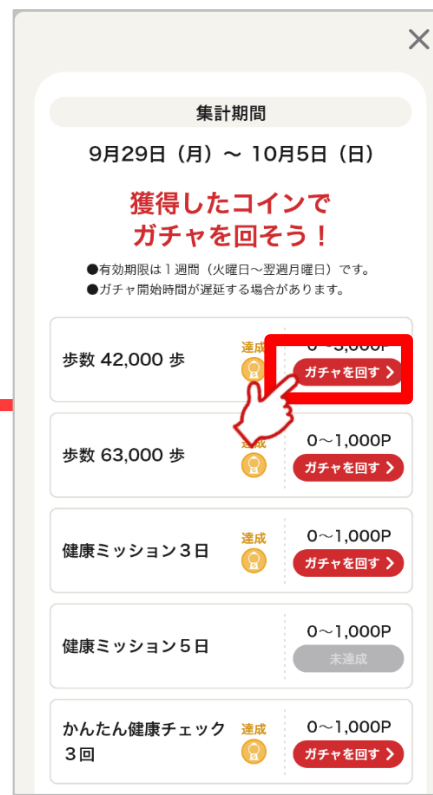 集計期間
9月29日（月）～ 10月5日（日）
獲得したコインで
ガチャを回そう！
●有効期限は１週間（火曜日～翌週月曜日）です。
●ガチャ開始時間が遅延する場合があります。
歩数 42,000 歩
達成
0～3,000P
ガチャを回す
歩数 63,000 歩
達成
0～1,000P
ガチャを回す
健康ミッション３日
達成
0～1,000P
ガチャを回す
健康ミッション５日
0～1,000P
未達成
かんたん健康チェック
３回
達成
0～1,000P
ガチャを回す